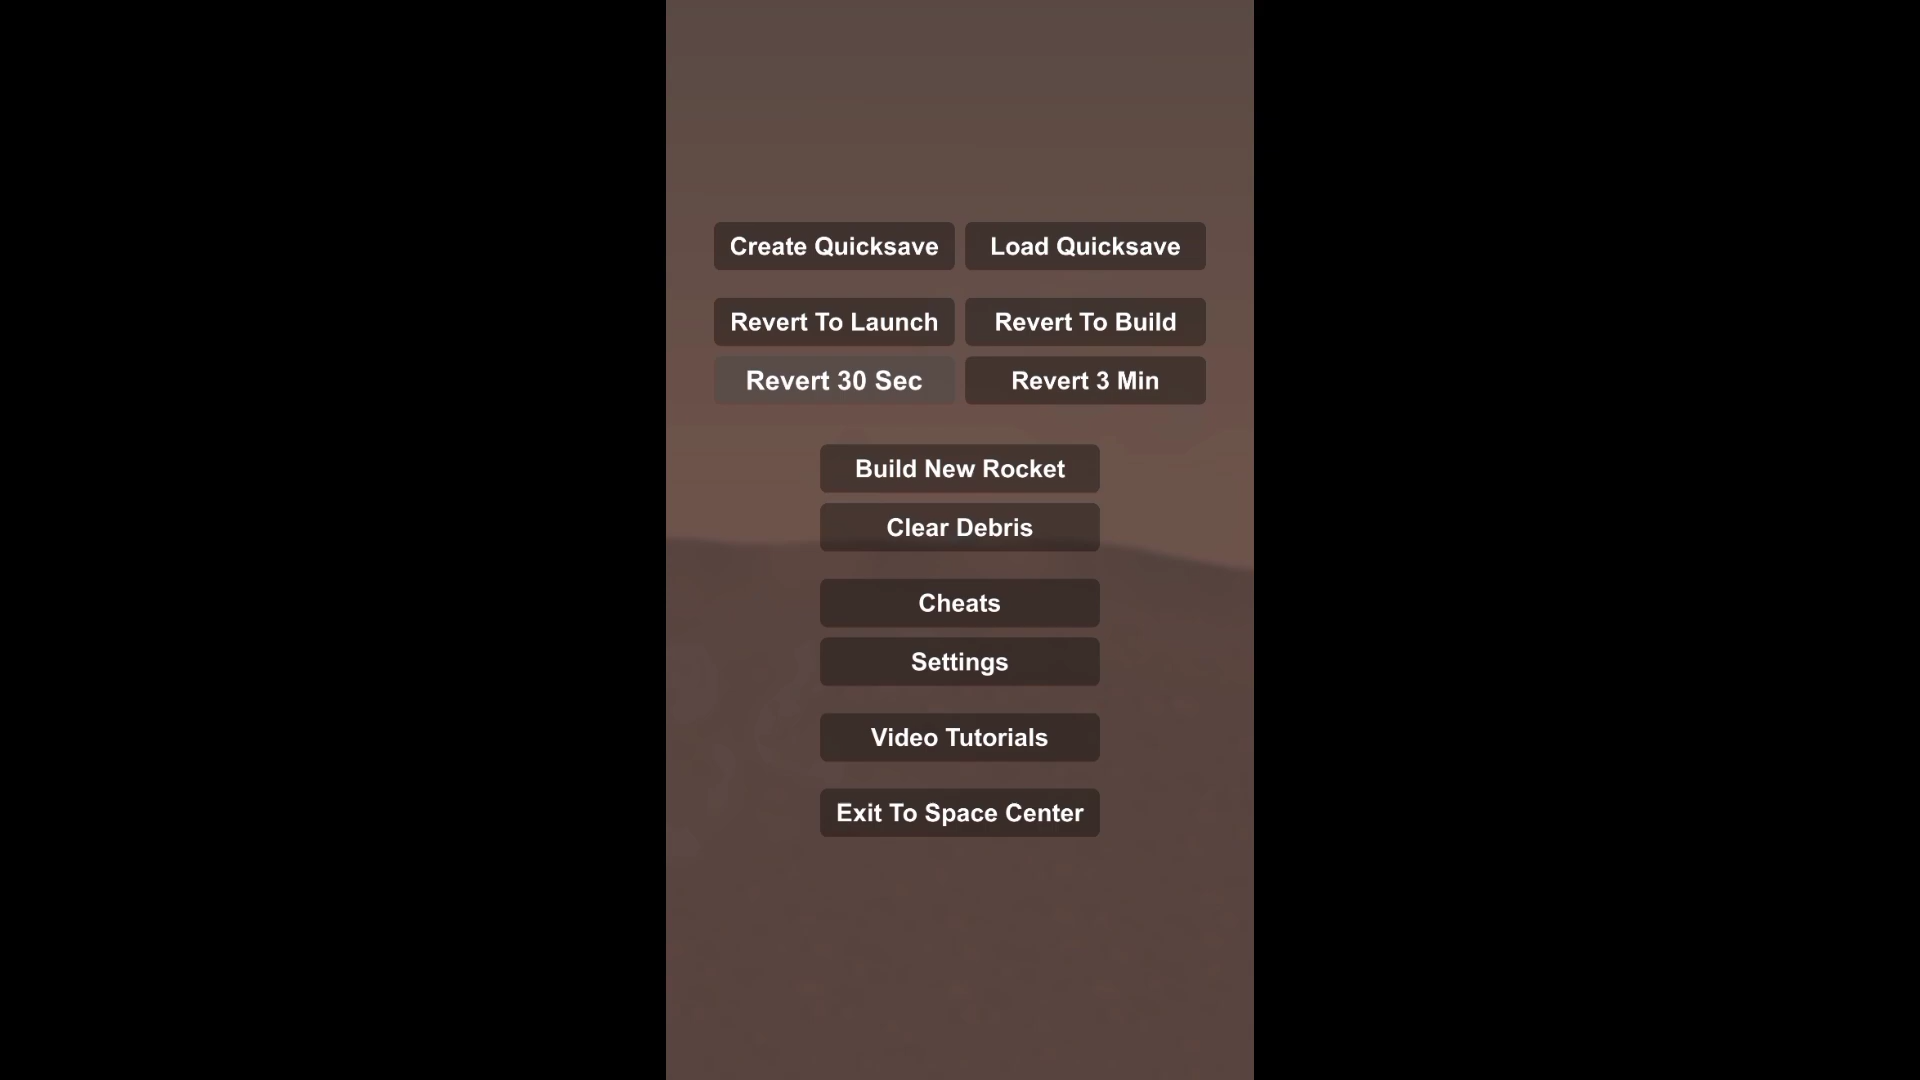 Create Quicksave
Load Quicksave
Revert To Launch
Revert To Build
Revert 30 Sec
Revert 3 Min
Build New Rocket
Clear Debris
Cheats
Settings
Video Tutorials
Exit To Space Center